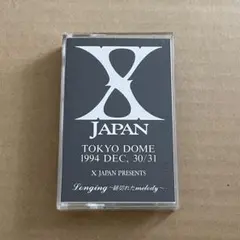 X
JAPAN
TOKYO DOME
1994 DEC, 30/31
X JAPAN PRESENTS
Longing〜跡切れたmelody〜